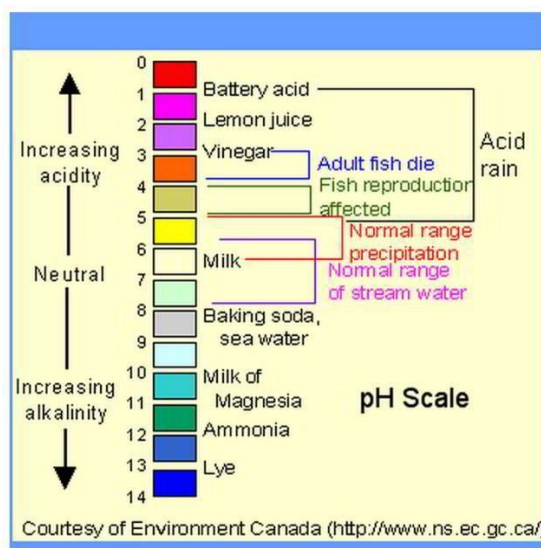 0
1
Battery acid
2
Lemon juice
Increasing
acidity
3
Vinegar
Adult fish die
Acid
rain
4
Fish reproduction
affected
5
Normal range
precipitation
6
Neutral
Milk
Normal range
of stream water
7
8
Baking soda,
sea water
9
10
Increasing
alkalinity
Milk of
Magnesia
pH Scale
11
Ammonia
12
13
Lye
14
Courtesy of Environment Canada (http://www.ns.ec.gc.ca/